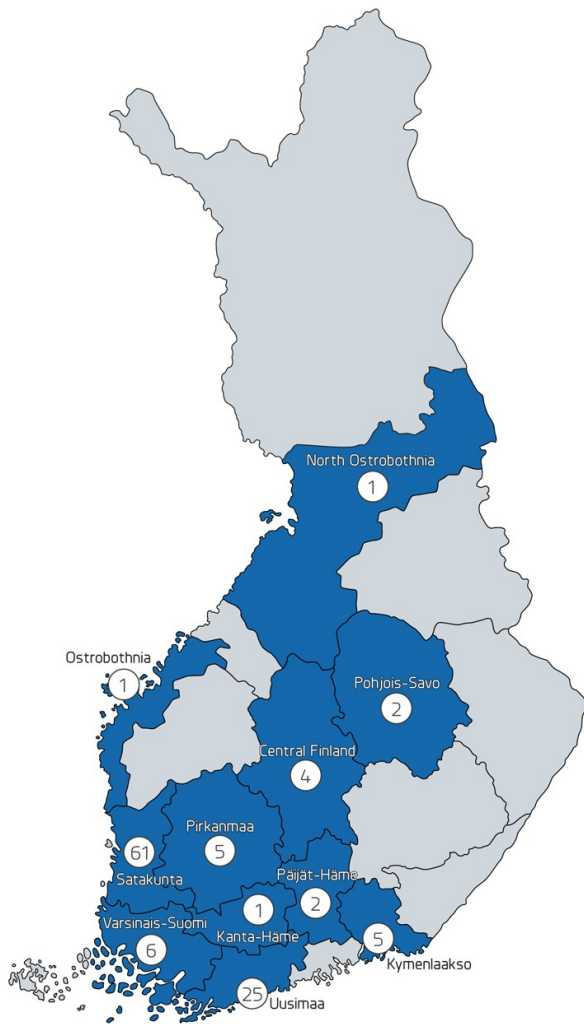 North Ostrobothnia
1
Ostrobothnia
1
Pohjois-Savo
2
Central Finland
4
Pirkanmaa
5
61
Satakunta
Päijät-Häme
2
1
Kanta-Häme
Varsinais-Suomi
6
5
Kymenlaakso
25
Uusimaa